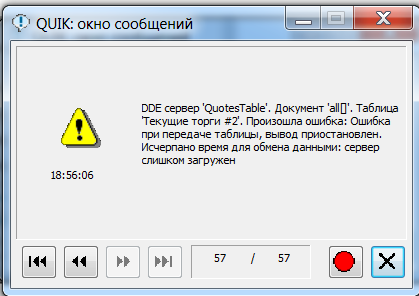 QUIK: окно сообщений
DDE сервер 'QuotesTable'. Документ 'all[]'. Таблица
'Текущие торги #2'. Произошла ошибка: Ошибка
при передаче таблицы, вывод приостановлен.
Исчерпано время для обмена данными: сервер
слишком загружен
18:56:06
57 / 57